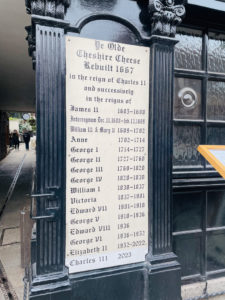 Ye Olde
Cheshire Cheese
Rebuilt 1667
in the reign of Charles II
and successively
in the reigns of
James II 1685-1688
Interregnum Dec. 11, 1688, to Feb. 13, 1689
William III & Mary II 1689-1702
Anne 1702-1714
George I 1714-1727
George II 1727-1760
George III 1760-1820
George IV 1820-1830
William I 1830-1837
Victoria 1837-1901
Edward VII 1901-1910
George V 1910-1936
Edward VIII 1936
George VI 1936-1952
Elizabeth II 1952-2022
Charles III 2023